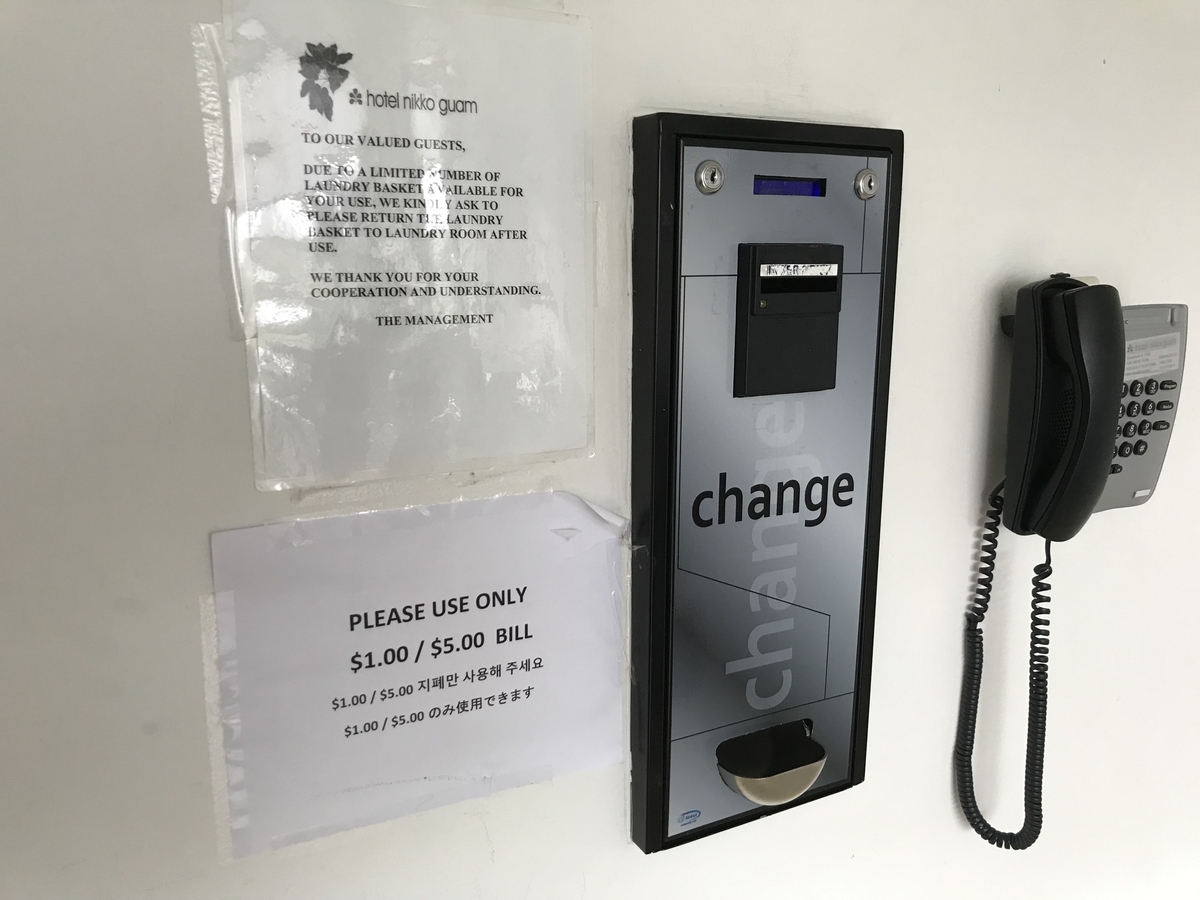 hotel nikko guam
TO OUR VALUED GUESTS,
DUE TO A LIMITED NUMBER OF
LAUNDRY BASKET AVAILABLE FOR
YOUR USE, WE KINDLY ASK TO
PLEASE RETURN THE LAUNDRY
BASKET TO LAUNDRY ROOM AFTER
USE.
WE THANK YOU FOR YOUR
COOPERATION AND UNDERSTANDING.
THE MANAGEMENT
PLEASE USE ONLY
$1.00 / $5.00 BILL
$1.00 / $5.00 지폐만 사용해 주세요
$1.00 / $5.00 のみ使用できます
change
change
hotel nikko guam